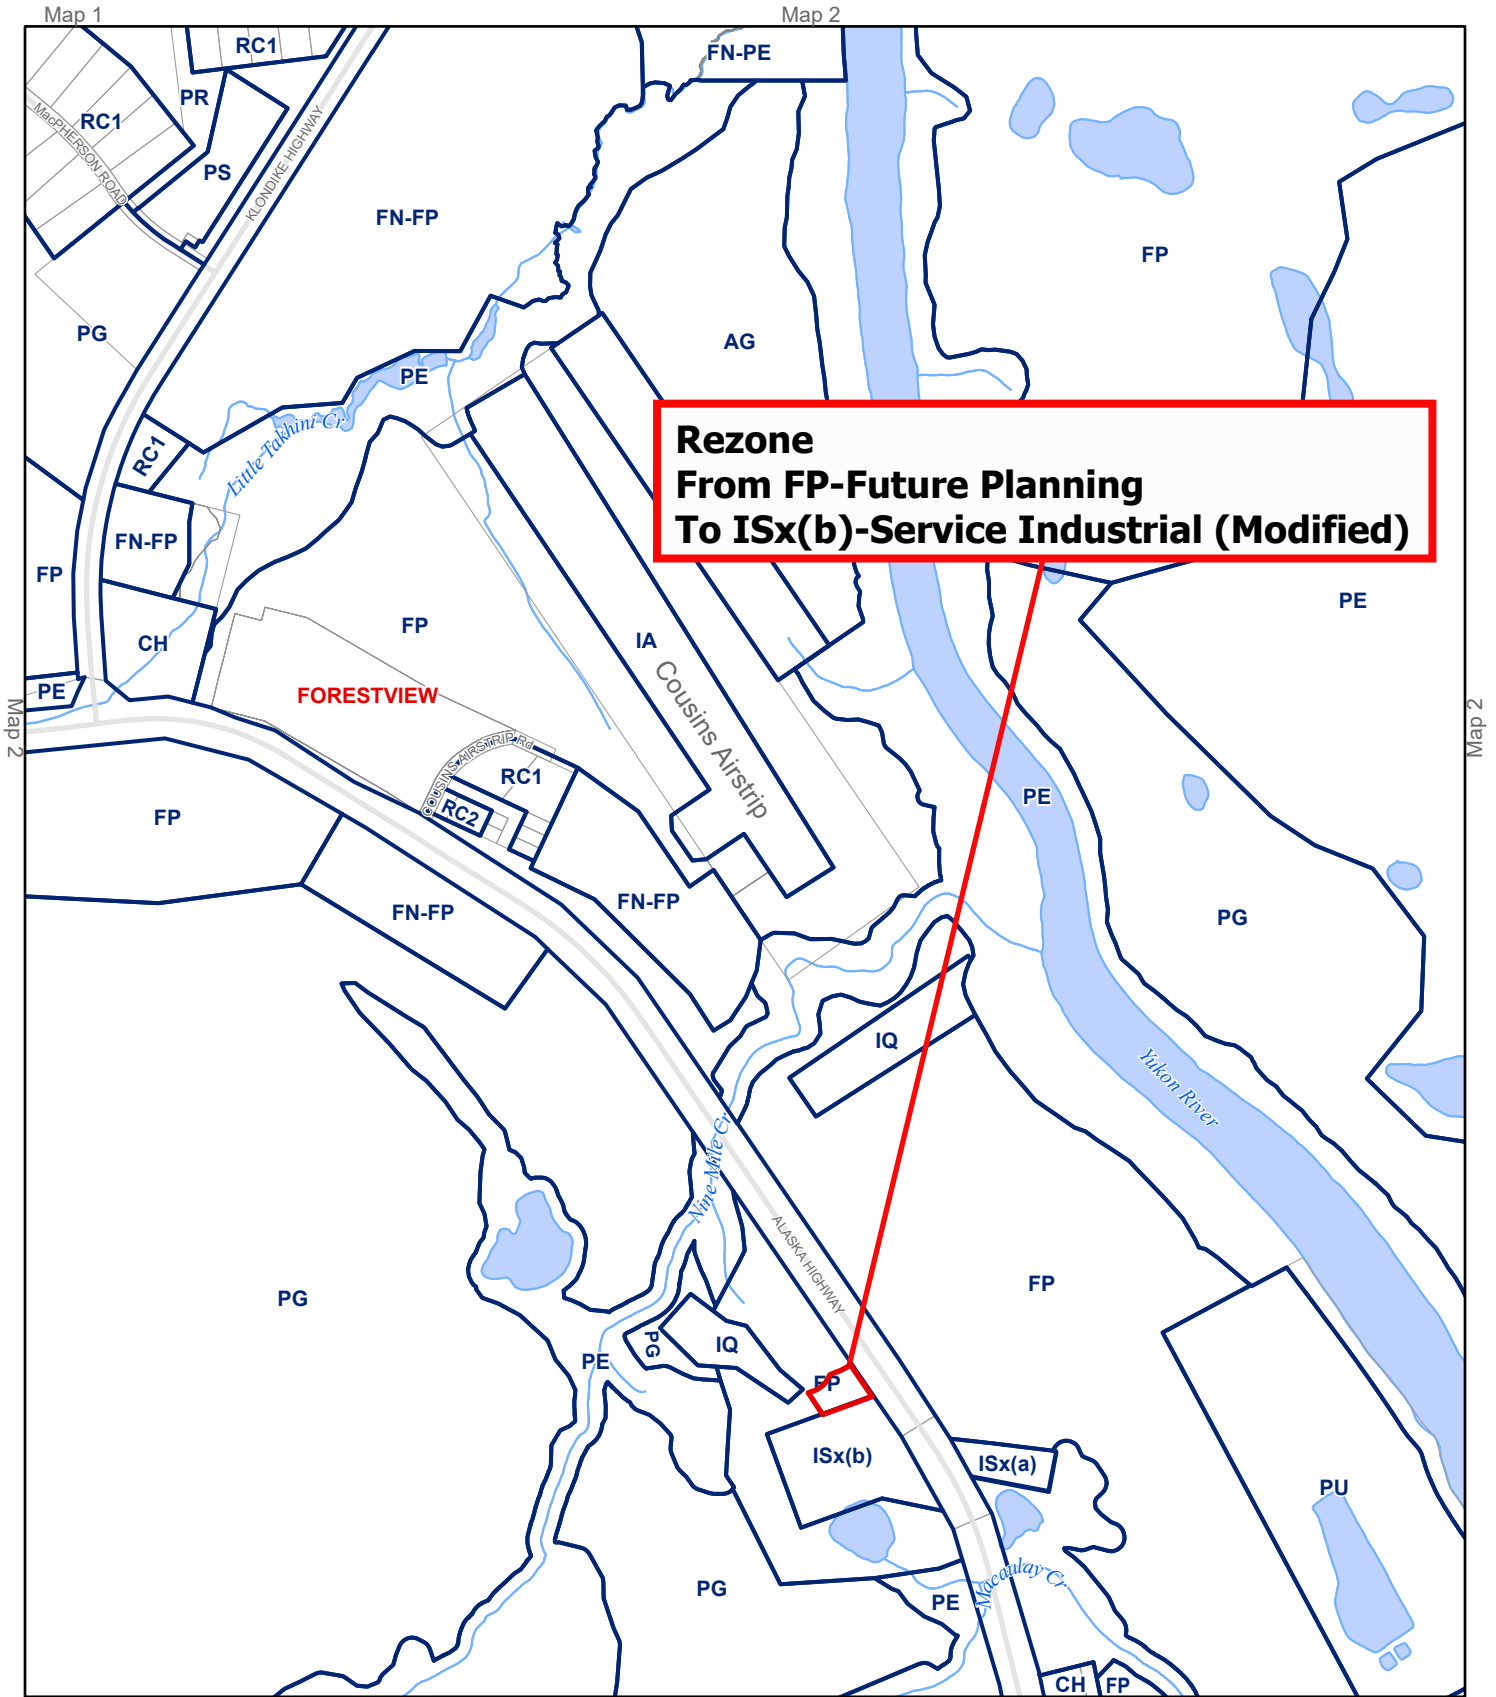 Map 1
Map 2
RC1
FN-PE
PR
RC1
MacPHERSON ROAD
PS
KLONDIKE HIGHWAY
FN-FP
FP
PG
AG
PE
Little Takhini Cr
RC1
Rezone
From FP-Future Planning
To ISx(b)-Service Industrial (Modified)
FN-FP
FP
PE
FP
IA
CH
Cousins Airstrip
PE
FORESTVIEW
Map 2
Map 2
COUSINS AIRSTRIP Rd
RC1
PE
RC2
FP
FN-FP
FN-FP
PG
IQ
Yukon River
Nine Mile Cr
ALASKA HIGHWAY
PG
FP
PG
IQ
PE
FP
ISx(b)
ISx(a)
PU
Macaulay Cr
PG
PE
CH
FP